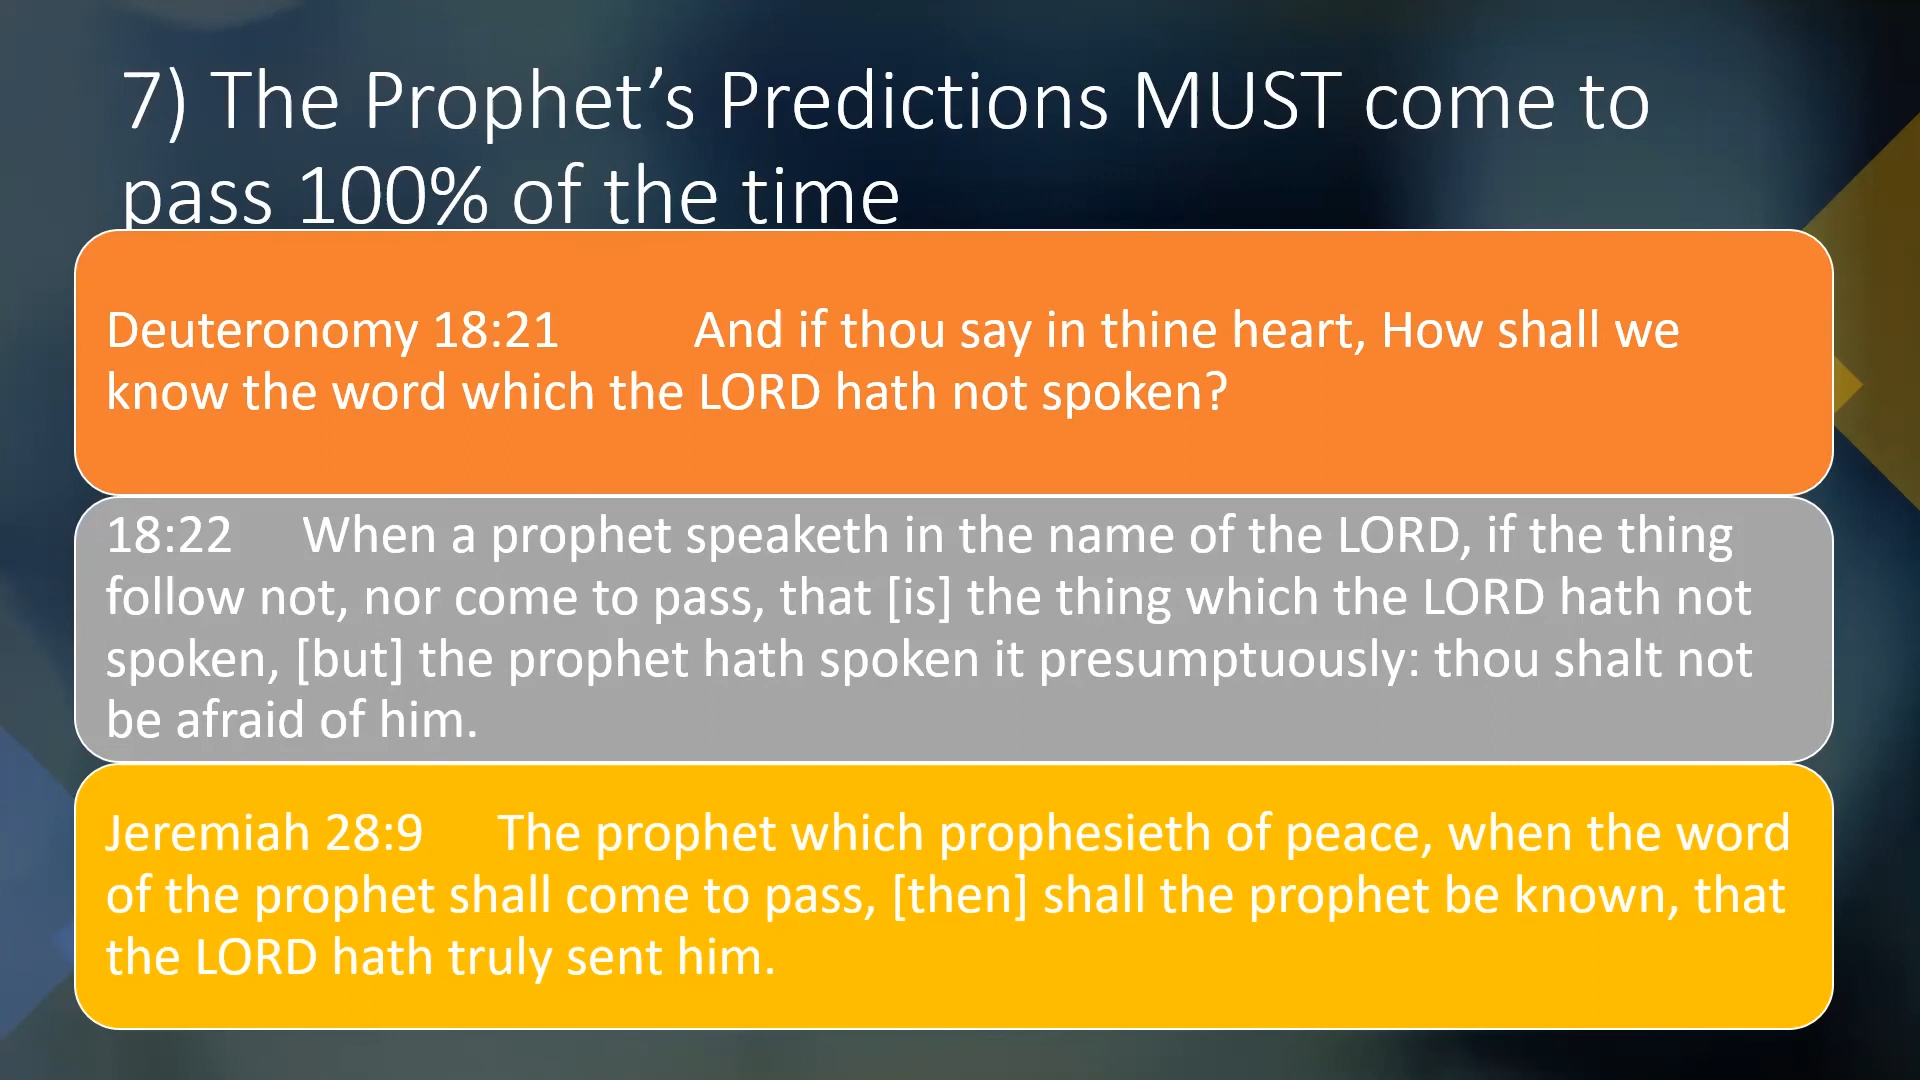 7) The Prophet’s Predictions MUST come to
pass 100% of the time
Deuteronomy 18:21 And if thou say in thine heart, How shall we
know the word which the LORD hath not spoken?
18:22 When a prophet speaketh in the name of the LORD, if the thing
follow not, nor come to pass, that [is] the thing which the LORD hath not
spoken, [but] the prophet hath spoken it presumptuously: thou shalt not
be afraid of him.
Jeremiah 28:9 The prophet which prophesieth of peace, when the word
of the prophet shall come to pass, [then] shall the prophet be known, that
the LORD hath truly sent him.